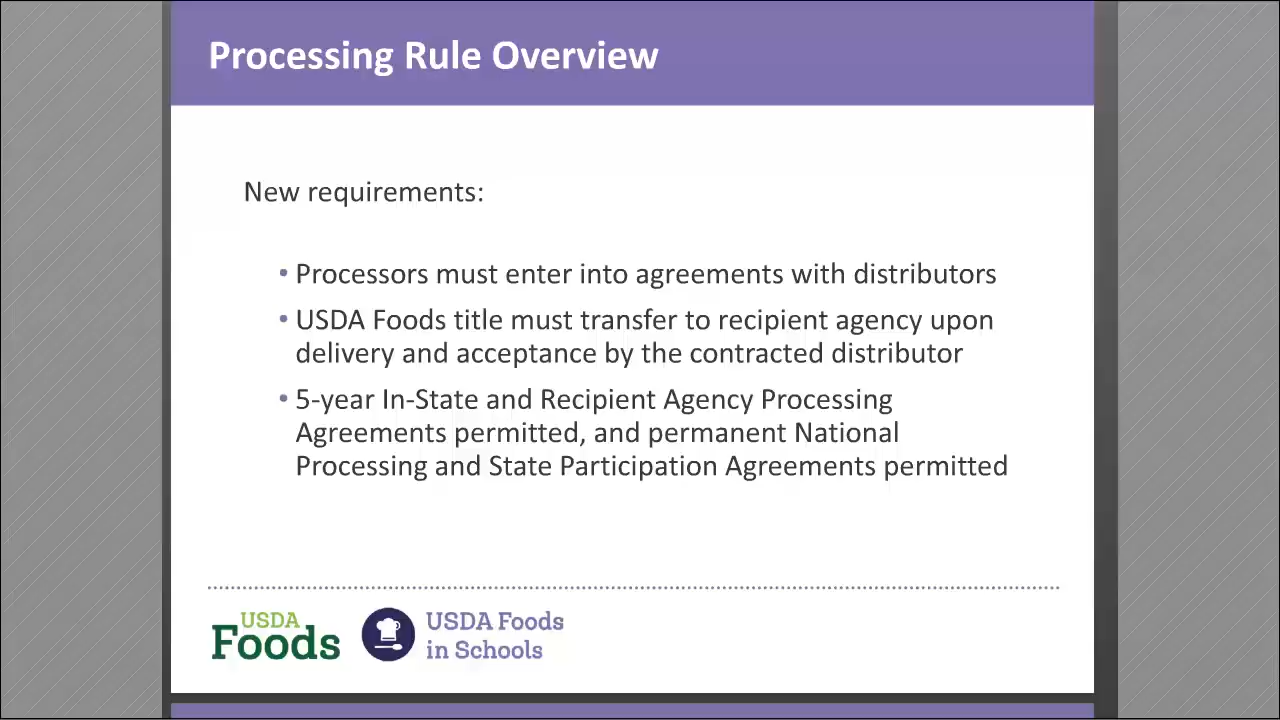 Processing Rule Overview
New requirements:
• Processors must enter into agreements with distributors
• USDA Foods title must transfer to recipient agency upon
delivery and acceptance by the contracted distributor
• 5-year In-State and Recipient Agency Processing
Agreements permitted, and permanent National
Processing and State Participation Agreements permitted
USDA
Foods
USDA Foods
in Schools